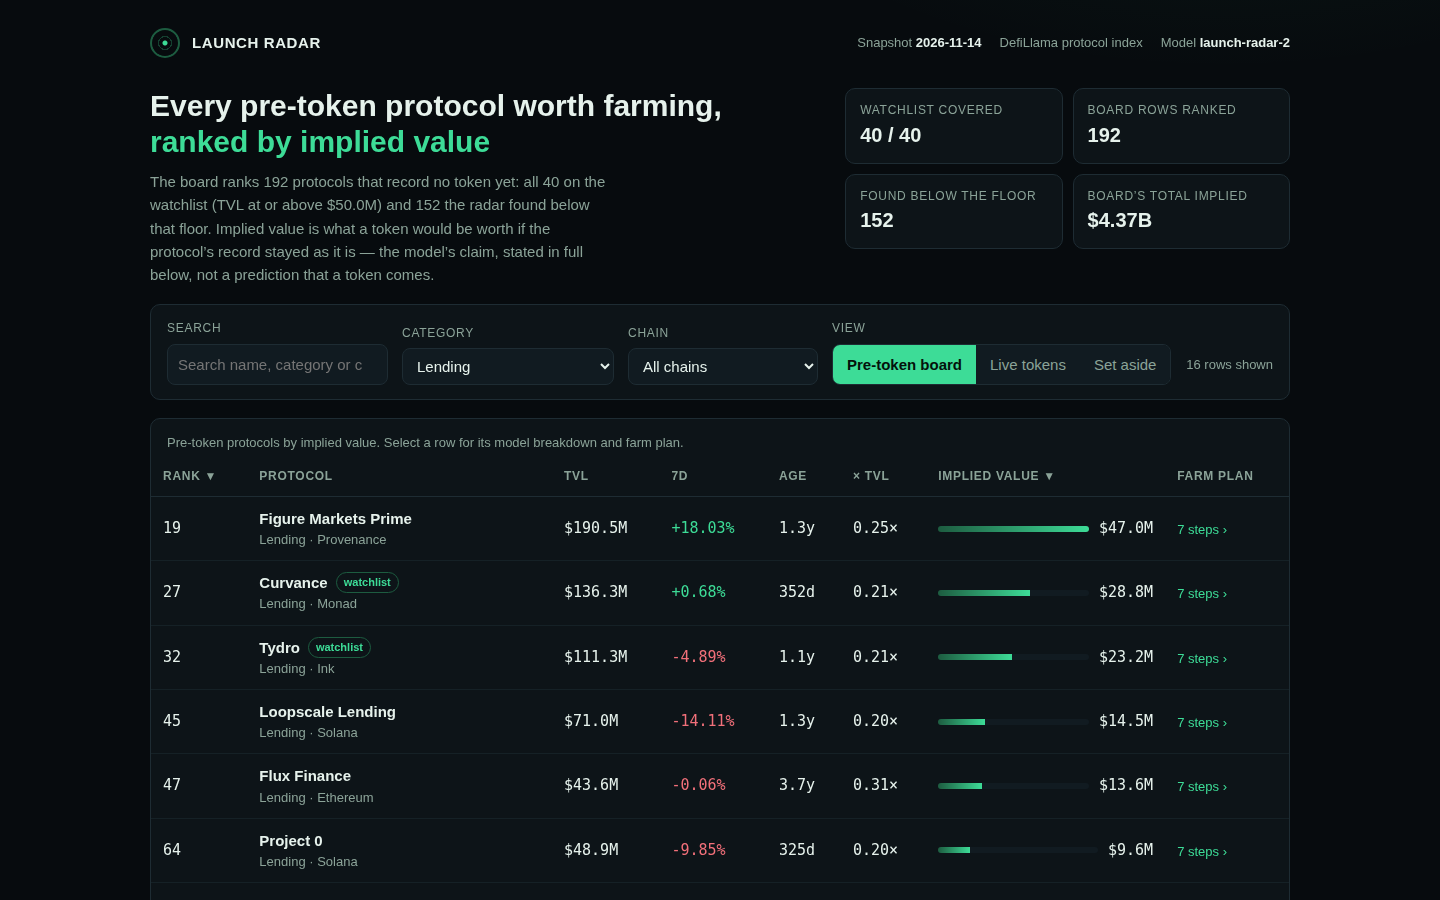 LAUNCH RADAR
Snapshot 2026-11-14 DefiLlama protocol index Model launch-radar-2
Every pre-token protocol worth farming,
ranked by implied value
The board ranks 192 protocols that record no token yet: all 40 on the
watchlist (TVL at or above $50.0M) and 152 the radar found below
that floor. Implied value is what a token would be worth if the
protocol’s record stayed as it is — the model’s claim, stated in full
below, not a prediction that a token comes.
WATCHLIST COVERED
40 / 40
BOARD ROWS RANKED
192
FOUND BELOW THE FLOOR
152
BOARD’S TOTAL IMPLIED
$4.37B
SEARCH
Search name, category or c
CATEGORY
Lending
CHAIN
All chains
VIEW
Pre-token board Live tokens Set aside
16 rows shown
Pre-token protocols by implied value. Select a row for its model breakdown and farm plan.
RANK ▼ PROTOCOL TVL 7D AGE × TVL IMPLIED VALUE ▼ FARM PLAN
19 Figure Markets Prime $190.5M +18.03% 1.3y 0.25× $47.0M 7 steps ›
Lending · Provenance
27 Curvance watchlist $136.3M +0.68% 352d 0.21× $28.8M 7 steps ›
Lending · Monad
32 Tydro watchlist $111.3M -4.89% 1.1y 0.21× $23.2M 7 steps ›
Lending · Ink
45 Loopscale Lending $71.0M -14.11% 1.3y 0.20× $14.5M 7 steps ›
Lending · Solana
47 Flux Finance $43.6M -0.06% 3.7y 0.31× $13.6M 7 steps ›
Lending · Ethereum
64 Project 0 $48.9M -9.85% 325d 0.20× $9.6M 7 steps ›
Lending · Solana